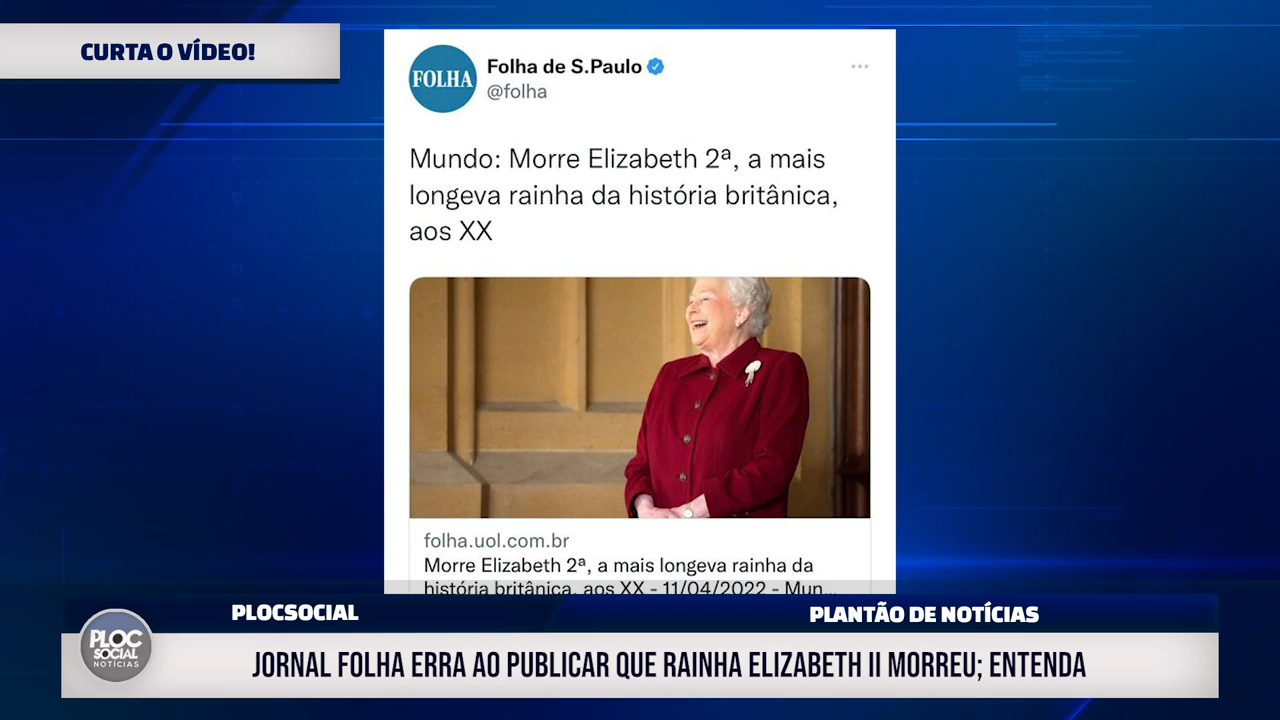 CURTA O VÍDEO!
FOLHA
Folha de S.Paulo
@folha
Mundo: Morre Elizabeth 2ª, a mais
longeva rainha da história britânica,
aos XX
folha.uol.com.br
Morre Elizabeth 2ª, a mais longeva rainha da
história britânica, aos XX - 11/04/2022 - Mun...
PLOCSOCIAL
PLANTÃO DE NOTÍCIAS
PLOC
SOCIAL
NOTÍCIAS
JORNAL FOLHA ERRA AO PUBLICAR QUE RAINHA ELIZABETH II MORREU; ENTENDA